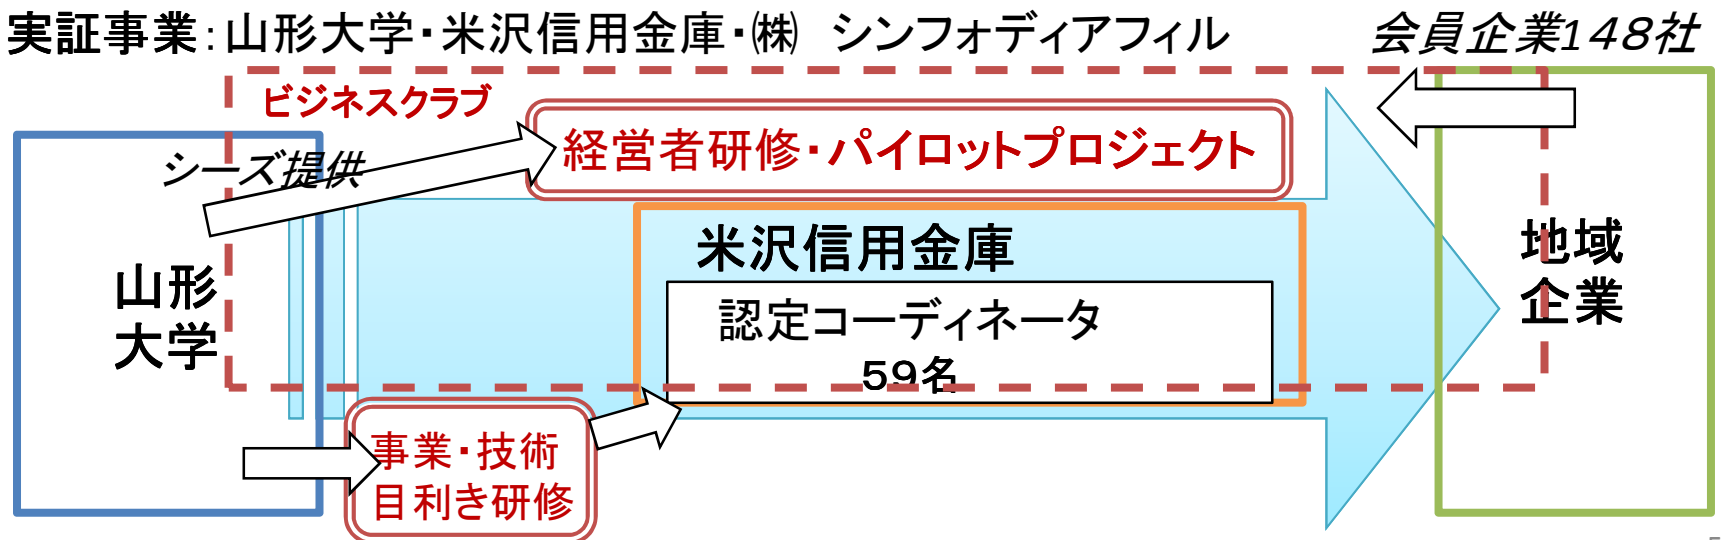 実証事業:山形大学・米沢信用金庫・㈱ シンフォディアフィル
会員企業148社
ビジネスクラブ
経営者研修・パイロットプロジェクト
シーズ提供
米沢信用金庫
地域
企業
山形
大学
認定コーディネータ
59名
事業・技術
目利き研修